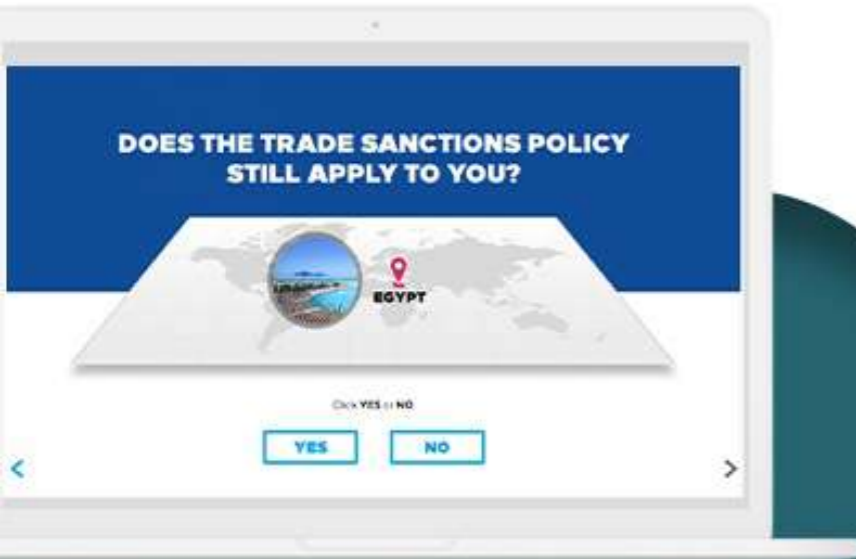 DOES THE TRADE SANCTIONS POLICY
STILL APPLY TO YOU?
EGYPT
Click YES or NO
YES
NO